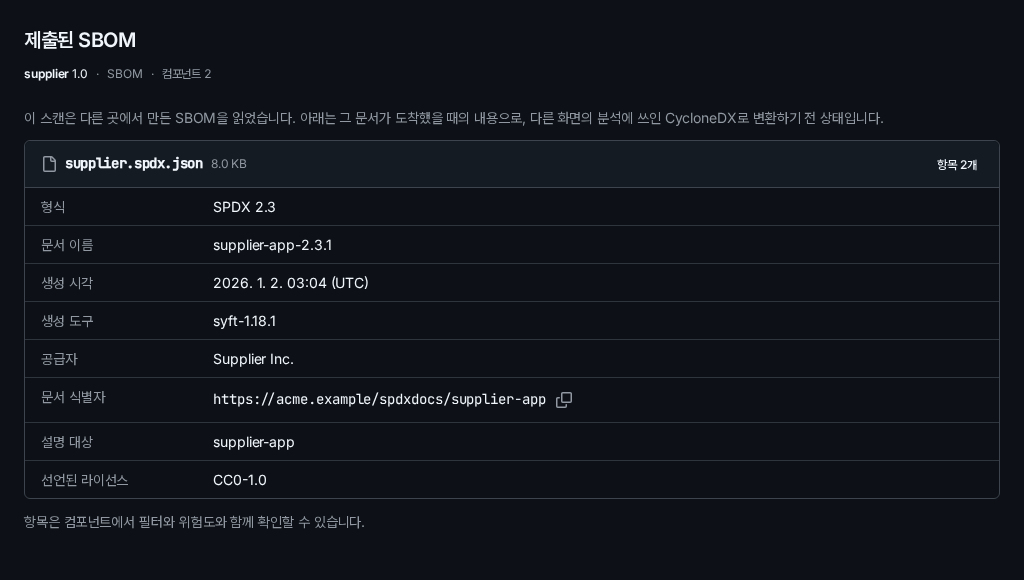 제출된 SBOM
supplier 1.0 · SBOM · 컴포넌트 2
이 스캔은 다른 곳에서 만든 SBOM을 읽었습니다. 아래는 그 문서가 도착했을 때의 내용으로, 다른 화면의 분석에 쓰인 CycloneDX로 변환하기 전 상태입니다.
supplier.spdx.json 8.0 KB 항목 2개
형식 SPDX 2.3
문서 이름 supplier-app-2.3.1
생성 시각 2026. 1. 2. 03:04 (UTC)
생성 도구 syft-1.18.1
공급자 Supplier Inc.
문서 식별자 https://acme.example/spdxdocs/supplier-app
설명 대상 supplier-app
선언된 라이선스 CC0-1.0
항목은 컴포넌트에서 필터와 위험도와 함께 확인할 수 있습니다.